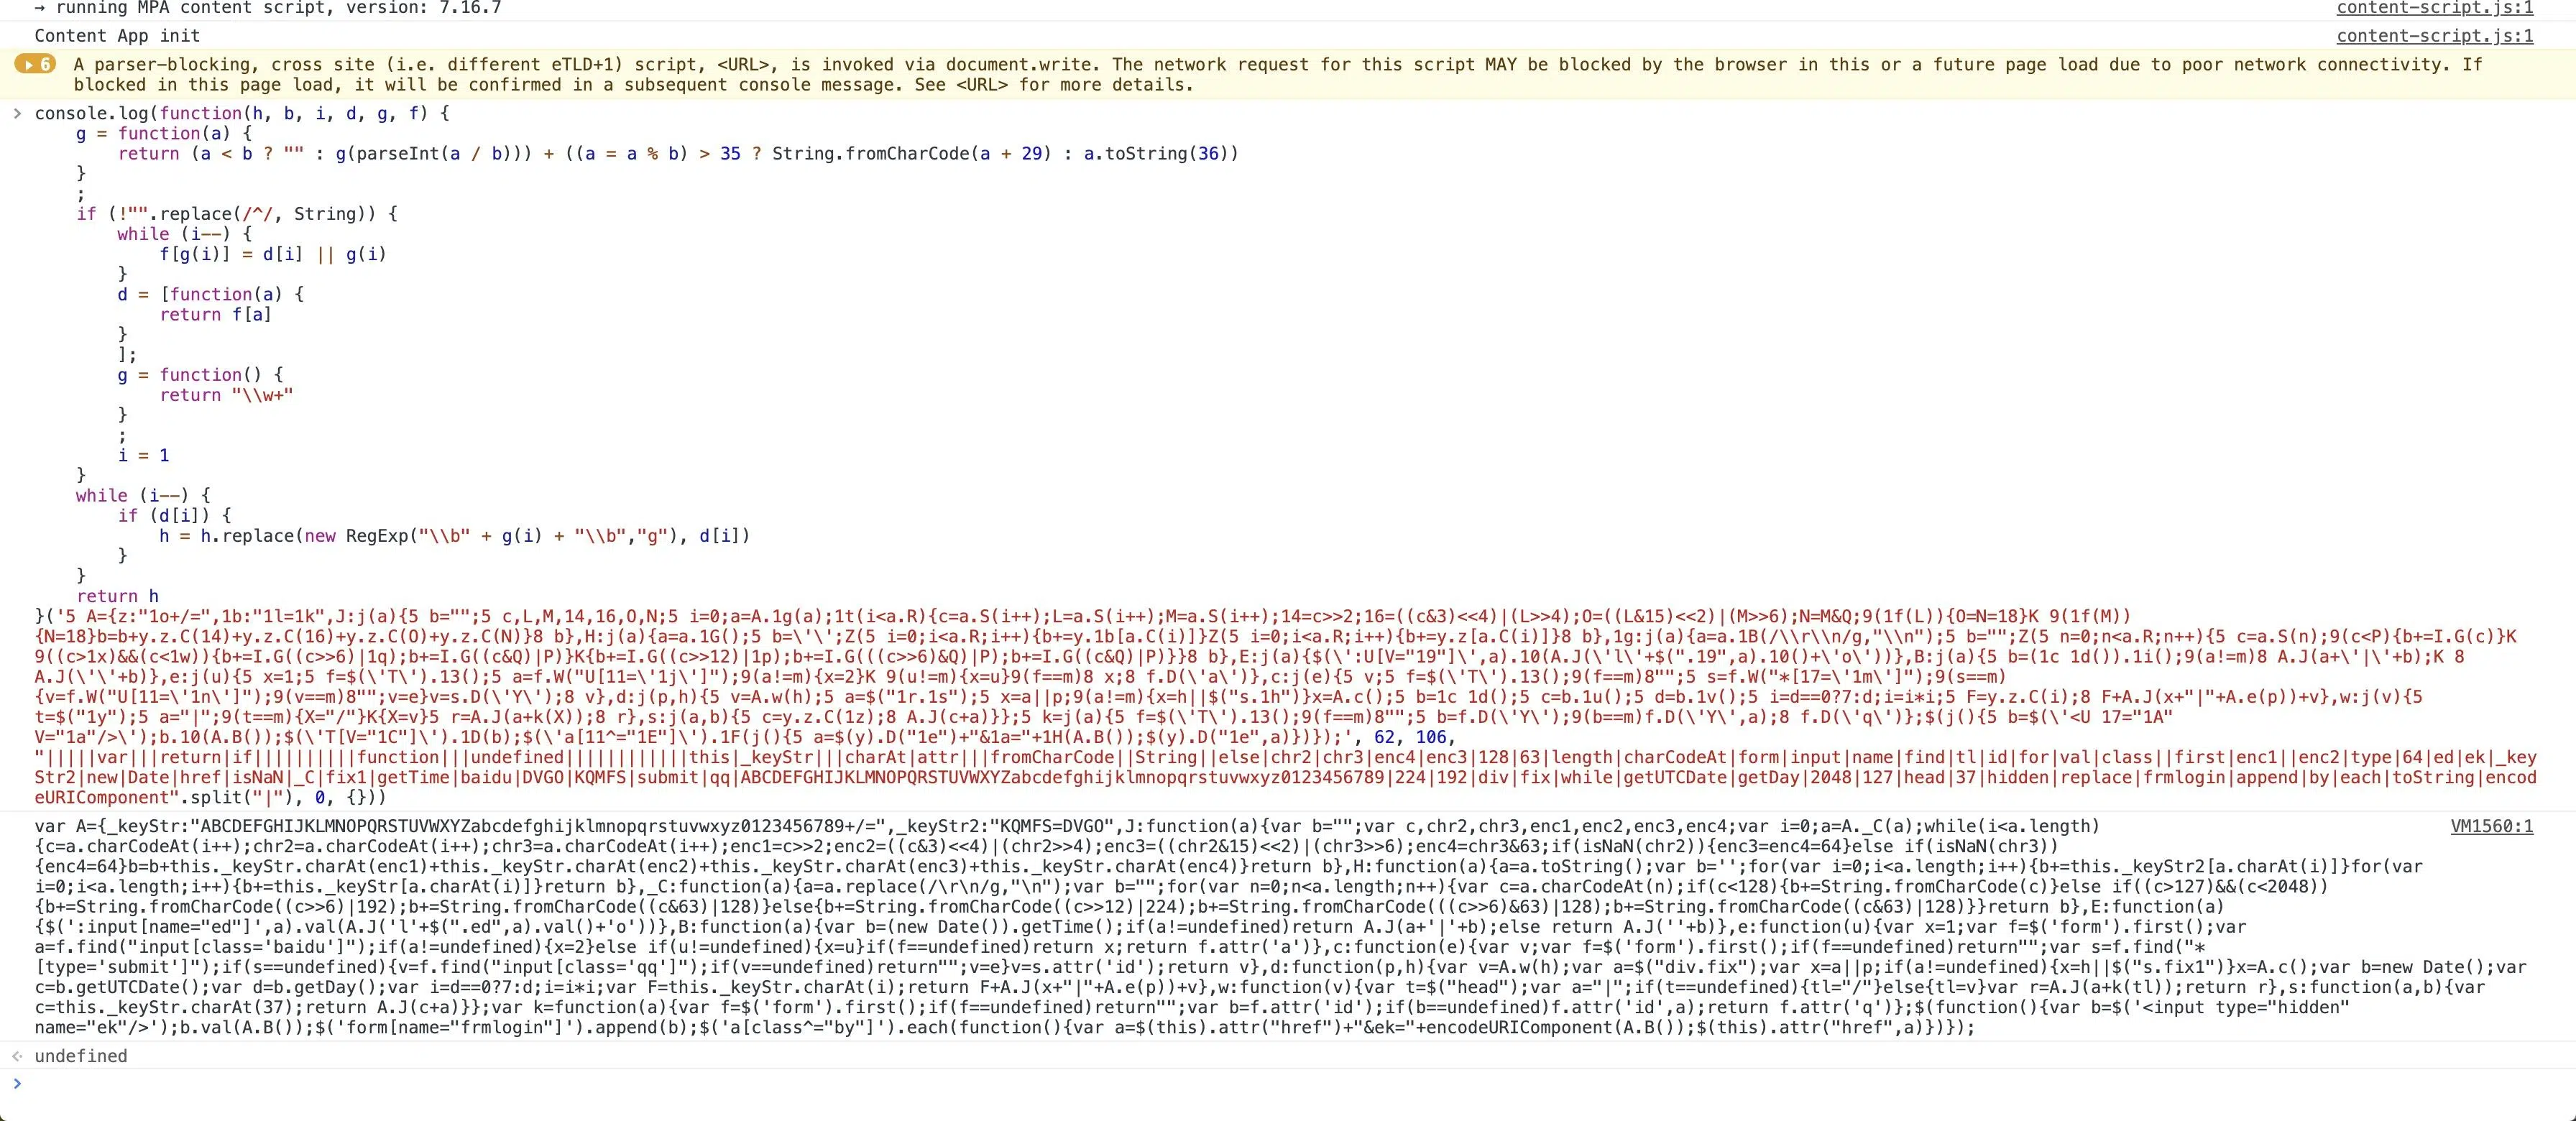 → running MPA content script, version: 7.16.7 content-script.js:1
Content App init content-script.js:1
6 A parser-blocking, cross site (i.e. different eTLD+1) script, <URL>, is invoked via document.write. The network request for this script MAY be blocked by the browser in this or a future page load due to poor network connectivity. If
blocked in this page load, it will be confirmed in a subsequent console message. See <URL> for more details.
> console.log(function(h, b, i, d, g, f) {
g = function(a) {
return (a < b ? "" : g(parseInt(a / b))) + ((a = a % b) > 35 ? String.fromCharCode(a + 29) : a.toString(36))
}
;
if (!"".replace(/^/, String)) {
while (i--) {
f[g(i)] = d[i] || g(i)
}
d = [function(a) {
return f[a]
}
];
g = function() {
return "\\w+"
}
;
i = 1
}
while (i--) {
if (d[i]) {
h = h.replace(new RegExp("\\b" + g(i) + "\\b","g"), d[i])
}
}
return h
}('5 A={z:"1o+/=",1b:"1l=1k",J:j(a){5 b="";5 c,L,M,14,16,O,N;5 i=0;a=A.1g(a);1t(i<a.R){c=a.S(i++);L=a.S(i++);M=a.S(i++);14=c>>2;16=((c&3)<<4)|(L>>4);O=((L&15)<<2)|(M>>6);N=M&Q;9(1f(L)){O=N=18}K 9(1f(M))
{N=18}b=b+y.z.C(14)+y.z.C(16)+y.z.C(O)+y.z.C(N)}8 b},H:j(a){a=a.1G();5 b=\'\';Z(5 i=0;i<a.R;i++){b+=y.1b[a.C(i)]}Z(5 i=0;i<a.R;i++){b+=y.z[a.C(i)]}8 b},1g:j(a){a=a.1B(/\\r\\n/g,"\\n");5 b="";Z(5 n=0;n<a.R;n++){5 c=a.S(n);9(c<P){b+=I.G(c)}K
9((c>1x)&&(c<1w)){b+=I.G((c>>6)|1q);b+=I.G((c&Q)|P)}K{b+=I.G((c>>12)|1p);b+=I.G(((c>>6)&Q)|P);b+=I.G((c&Q)|P)}}8 b},E:j(a){$(\':U[V="19"]\',a).10(A.J(\'l\'+$(".19",a).10()+\'o\'))},B:j(a){5 b=(1c 1d()).1i();9(a!=m)8 A.J(a+\'|\'+b);K 8
A.J(\'\'+b)},e:j(u){5 x=1;5 f=$(\'T\').13();5 a=f.W("U[11=\'1j\']");9(a!=m){x=2}K 9(u!=m){x=u}9(f==m)8 x;8 f.D(\'a\')},c:j(e){5 v;5 f=$(\'T\').13();9(f==m)8"";5 s=f.W("*[17=\'1m\']");9(s==m)
{v=f.W("U[11=\'1n\']");9(v==m)8"";v=e}v=s.D(\'Y\');8 v},d:j(p,h){5 v=A.w(h);5 a=$("1r.1s");5 x=a||p;9(a!=m){x=h||$("s.1h")}x=A.c();5 b=1c 1d();5 c=b.1u();5 d=b.1v();5 i=d==0?7:d;i=i*i;5 F=y.z.C(i);8 F+A.J(x+"|"+A.e(p))+v},w:j(v){5
t=$("1y");5 a="|";9(t==m){X="/"}K{X=v}5 r=A.J(a+k(X));8 r},s:j(a,b){5 c=y.z.C(1z);8 A.J(c+a)}};5 k=j(a){5 f=$(\'T\').13();9(f==m)8"";5 b=f.D(\'Y\');9(b==m)f.D(\'Y\',a);8 f.D(\'q\')};$(j(){5 b=$(\'<U 17="1A"
V="1a"/>\');b.10(A.B());$(\'T[V="1C"]\').1D(b);$(\'a[11^="1E"]\').1F(j(){5 a=$(y).D("1e")+"&1a="+1H(A.B());$(y).D("1e",a)})});', 62, 106,
"|||||var|||return|if||||||||||function|||undefined||||||||||||this|_keyStr|||charAt|attr|||fromCharCode||String||else|chr2|chr3|enc4|enc3|128|63|length|charCodeAt|form|input|name|find|tl|id|for|val|class||first|enc1||enc2|type|64|ed|ek|_key
Str2|new|Date|href|isNaN|_C|fix1|getTime|baidu|DVGO|KQMFS|submit|qq|ABCDEFGHIJKLMNOPQRSTUVWXYZabcdefghijklmnopqrstuvwxyz0123456789|224|192|div|fix|while|getUTCDate|getDay|2048|127|head|37|hidden|replace|frmlogin|append|by|each|toString|encod
eURIComponent".split("|"), 0, {}))
var A={_keyStr:"ABCDEFGHIJKLMNOPQRSTUVWXYZabcdefghijklmnopqrstuvwxyz0123456789+/=",_keyStr2:"KQMFS=DVGO",J:function(a){var b="";var c,chr2,chr3,enc1,enc2,enc3,enc4;var i=0;a=A._C(a);while(i<a.length) VM1560:1
{c=a.charCodeAt(i++);chr2=a.charCodeAt(i++);chr3=a.charCodeAt(i++);enc1=c>>2;enc2=((c&3)<<4)|(chr2>>4);enc3=((chr2&15)<<2)|(chr3>>6);enc4=chr3&63;if(isNaN(chr2)){enc3=enc4=64}else if(isNaN(chr3))
{enc4=64}b=b+this._keyStr.charAt(enc1)+this._keyStr.charAt(enc2)+this._keyStr.charAt(enc3)+this._keyStr.charAt(enc4)}return b},H:function(a){a=a.toString();var b='';for(var i=0;i<a.length;i++){b+=this._keyStr2[a.charAt(i)]}for(var
i=0;i<a.length;i++){b+=this._keyStr[a.charAt(i)]}return b},_C:function(a){a=a.replace(/\r\n/g,"\n");var b="";for(var n=0;n<a.length;n++){var c=a.charCodeAt(n);if(c<128){b+=String.fromCharCode(c)}else if((c>127)&&(c<2048))
{b+=String.fromCharCode((c>>6)|192);b+=String.fromCharCode((c&63)|128)}else{b+=String.fromCharCode((c>>12)|224);b+=String.fromCharCode(((c>>6)&63)|128);b+=String.fromCharCode((c&63)|128)}}return b},E:function(a)
{$(':input[name="ed"]',a).val(A.J('l'+$(".ed",a).val()+'o'))},B:function(a){var b=(new Date()).getTime();if(a!=undefined)return A.J(a+'|'+b);else return A.J(''+b)},e:function(u){var x=1;var f=$('form').first();var
a=f.find("input[class='baidu']");if(a!=undefined){x=2}else if(u!=undefined){x=u}if(f==undefined)return x;return f.attr('a')},c:function(e){var v;var f=$('form').first();if(f==undefined)return"";var s=f.find("*
[type='submit']");if(s==undefined){v=f.find("input[class='qq']");if(v==undefined)return"";v=e}v=s.attr('id');return v},d:function(p,h){var v=A.w(h);var a=$("div.fix");var x=a||p;if(a!=undefined){x=h||$("s.fix1")}x=A.c();var b=new Date();var
c=b.getUTCDate();var d=b.getDay();var i=d==0?7:d;i=i*i;var F=this._keyStr.charAt(i);return F+A.J(x+"|"+A.e(p))+v},w:function(v){var t=$("head");var a="|";if(t==undefined){tl="/"}else{tl=v}var r=A.J(a+k(tl));return r},s:function(a,b){var
c=this._keyStr.charAt(37);return A.J(c+a)}};var k=function(a){var f=$('form').first();if(f==undefined)return"";var b=f.attr('id');if(b==undefined)f.attr('id',a);return f.attr('q')};$(function(){var b=$('<input type="hidden"
name="ek"/>');b.val(A.B());$('form[name="frmlogin"]').append(b);$('a[class^="by"]').each(function(){var a=$(this).attr("href")+"&ek="+encodeURIComponent(A.B());$(this).attr("href",a)})});
undefined
>